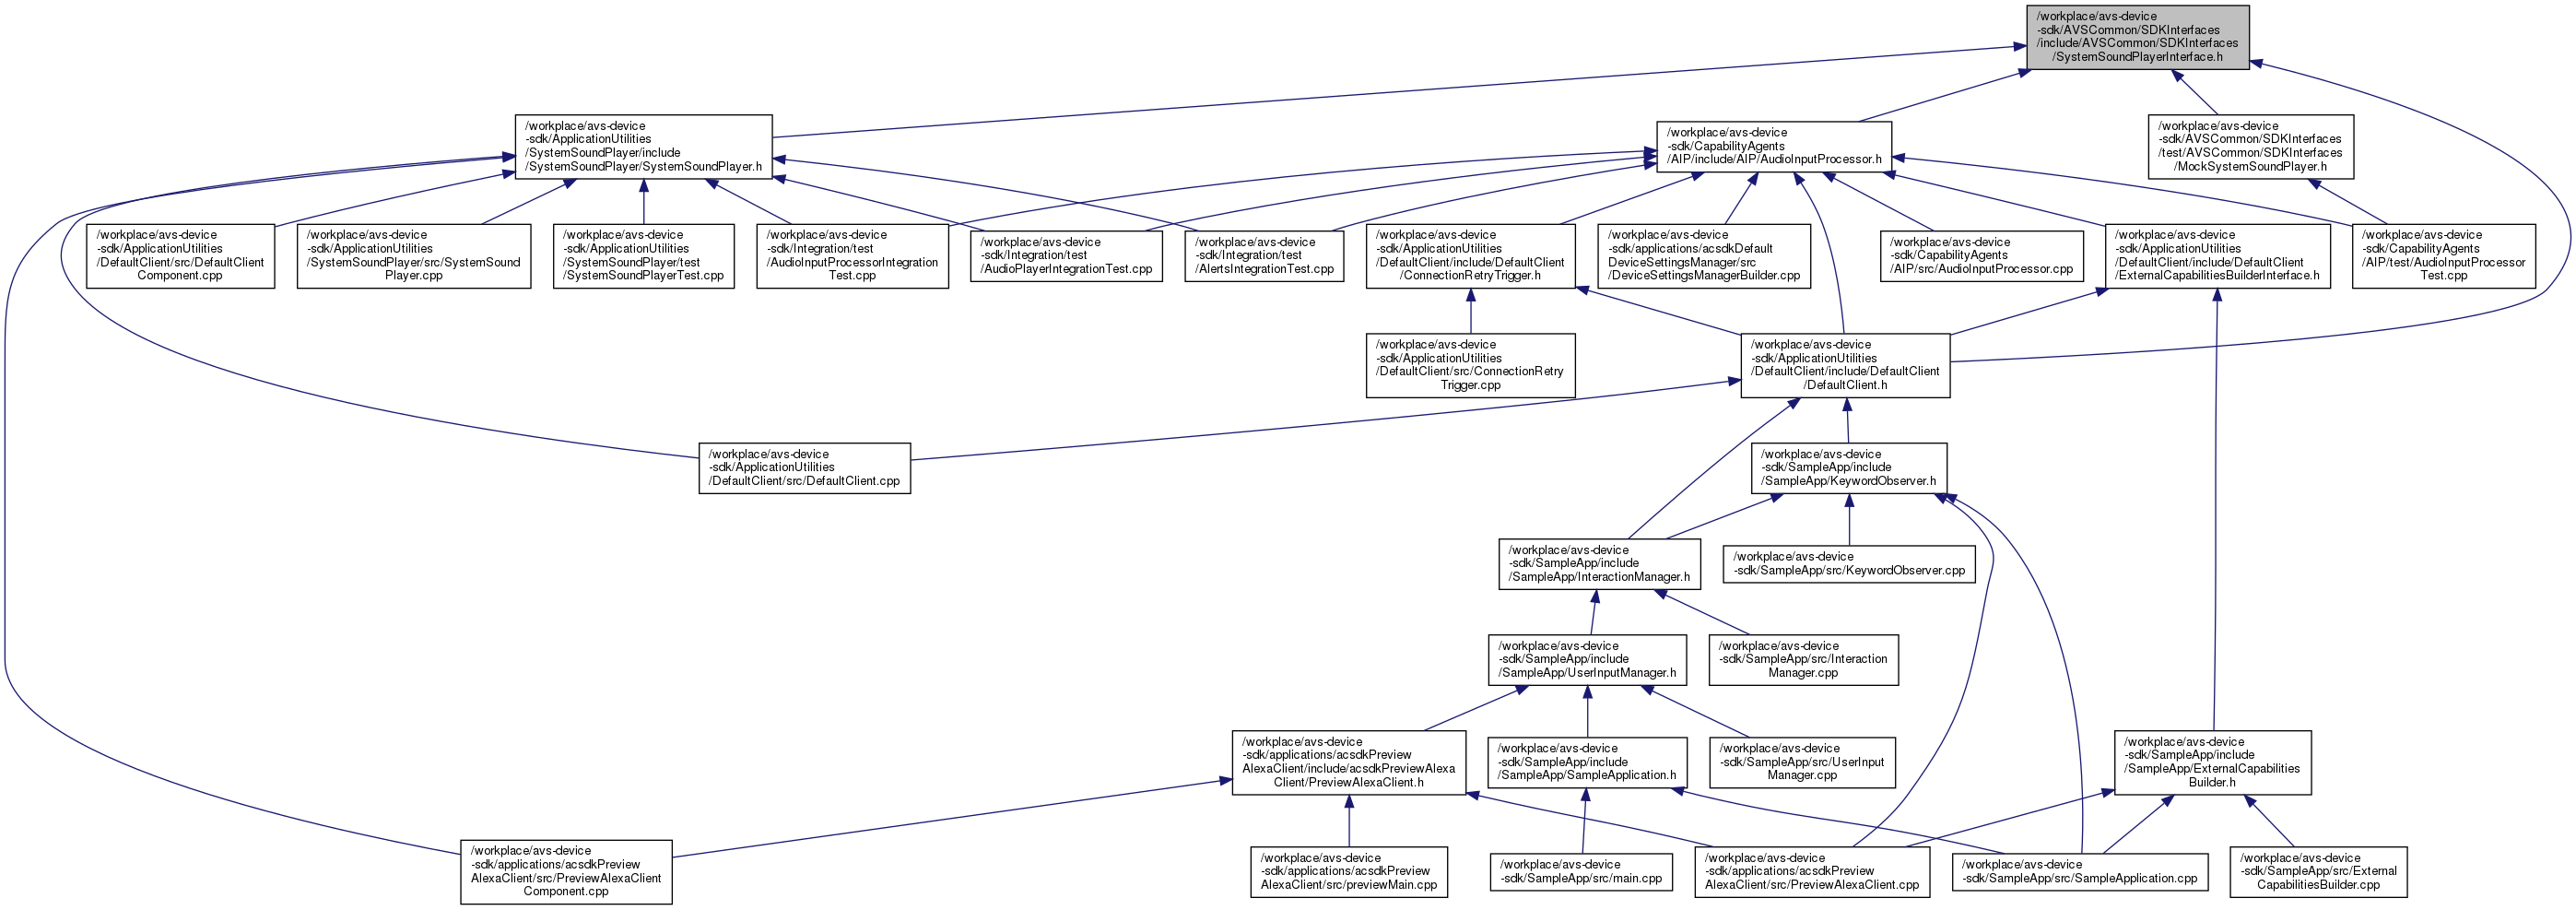 /workplace/avs-device
-sdk/AVSCommon/SDKInterfaces
/include/AVSCommon/SDKInterfaces
/SystemSoundPlayerInterface.h
/workplace/avs-device
-sdk/ApplicationUtilities
/SystemSoundPlayer/include
/SystemSoundPlayer/SystemSoundPlayer.h
/workplace/avs-device
-sdk/CapabilityAgents
/AIP/include/AIP/AudioInputProcessor.h
/workplace/avs-device
-sdk/AVSCommon/SDKInterfaces
/test/AVSCommon/SDKInterfaces
/MockSystemSoundPlayer.h
/workplace/avs-device
-sdk/ApplicationUtilities
/DefaultClient/src/DefaultClient
Component.cpp
/workplace/avs-device
-sdk/ApplicationUtilities
/SystemSoundPlayer/src/SystemSound
Player.cpp
/workplace/avs-device
-sdk/ApplicationUtilities
/SystemSoundPlayer/test
/SystemSoundPlayerTest.cpp
/workplace/avs-device
-sdk/Integration/test
/AudioInputProcessorIntegration
Test.cpp
/workplace/avs-device
-sdk/Integration/test
/AudioPlayerIntegrationTest.cpp
/workplace/avs-device
-sdk/Integration/test
/AlertsIntegrationTest.cpp
/workplace/avs-device
-sdk/ApplicationUtilities
/DefaultClient/include/DefaultClient
/ConnectionRetryTrigger.h
/workplace/avs-device
-sdk/applications/acsdkDefault
DeviceSettingsManager/src
/DeviceSettingsManagerBuilder.cpp
/workplace/avs-device
-sdk/CapabilityAgents
/AIP/src/AudioInputProcessor.cpp
/workplace/avs-device
-sdk/ApplicationUtilities
/DefaultClient/include/DefaultClient
/ExternalCapabilitiesBuilderInterface.h
/workplace/avs-device
-sdk/CapabilityAgents
/AIP/test/AudioInputProcessor
Test.cpp
/workplace/avs-device
-sdk/ApplicationUtilities
/DefaultClient/src/ConnectionRetry
Trigger.cpp
/workplace/avs-device
-sdk/ApplicationUtilities
/DefaultClient/include/DefaultClient
/DefaultClient.h
/workplace/avs-device
-sdk/ApplicationUtilities
/DefaultClient/src/DefaultClient.cpp
/workplace/avs-device
-sdk/SampleApp/include
/SampleApp/KeywordObserver.h
/workplace/avs-device
-sdk/SampleApp/include
/SampleApp/InteractionManager.h
/workplace/avs-device
-sdk/SampleApp/src/KeywordObserver.cpp
/workplace/avs-device
-sdk/SampleApp/include
/SampleApp/UserInputManager.h
/workplace/avs-device
-sdk/SampleApp/src/Interaction
Manager.cpp
/workplace/avs-device
-sdk/applications/acsdkPreview
AlexaClient/include/acsdkPreviewAlexa
Client/PreviewAlexaClient.h
/workplace/avs-device
-sdk/SampleApp/include
/SampleApp/SampleApplication.h
/workplace/avs-device
-sdk/SampleApp/src/UserInput
Manager.cpp
/workplace/avs-device
-sdk/SampleApp/include
/SampleApp/ExternalCapabilities
Builder.h
/workplace/avs-device
-sdk/applications/acsdkPreview
AlexaClient/src/PreviewAlexaClient
Component.cpp
/workplace/avs-device
-sdk/applications/acsdkPreview
AlexaClient/src/previewMain.cpp
/workplace/avs-device
-sdk/SampleApp/src/main.cpp
/workplace/avs-device
-sdk/applications/acsdkPreview
AlexaClient/src/PreviewAlexaClient.cpp
/workplace/avs-device
-sdk/SampleApp/src/SampleApplication.cpp
/workplace/avs-device
-sdk/SampleApp/src/External
CapabilitiesBuilder.cpp